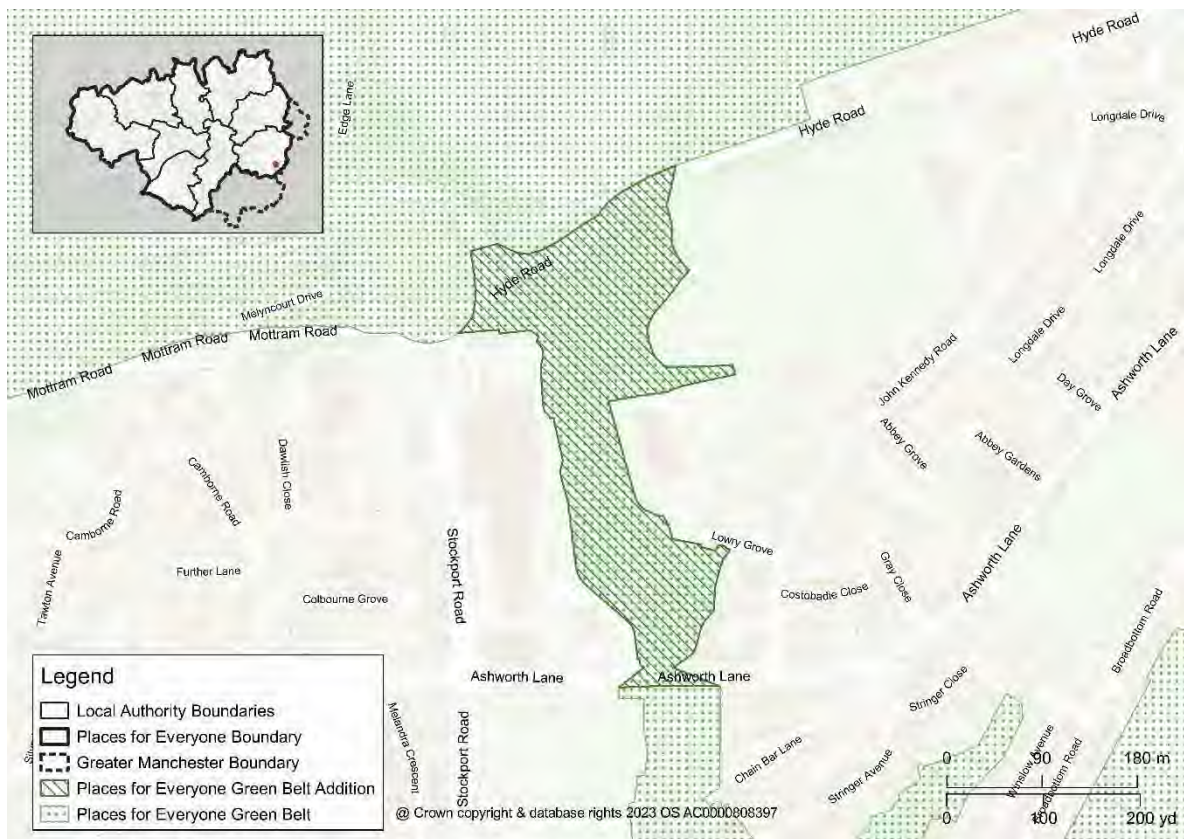 Hyde Road
Edge Lane
Longdale Drive
Hyde Road
Longdale Drive
Hyde Road
Melyncourt Drive
Mottram Road
Mottram Road
Mottram Road
Longdale Drive
John Kennedy Road
Ashworth Lane
Day Grove
Abbey Grove
Abbey Gardens
Dawlish Close
Camborne Road
Camborne Road
Tawton Avenue
Further Lane
Colbourne Grove
Stockport Road
Lowry Grove
Costobadie Close
Gray Close
Ashworth Lane
Broadbottom Road
Ashworth Lane
Ashworth Lane
Stringer Close
Melandra Crescent
Stockport Road
Chain Bar Lane
Stringer Avenue
Winslow Avenue
Broadbottom Road
Legend
Local Authority Boundaries
Places for Everyone Boundary
Greater Manchester Boundary
Places for Everyone Green Belt Addition
Places for Everyone Green Belt
@ Crown copyright & database rights 2023 OS AC0000808397
0 90 180 m
0 100 200 yd